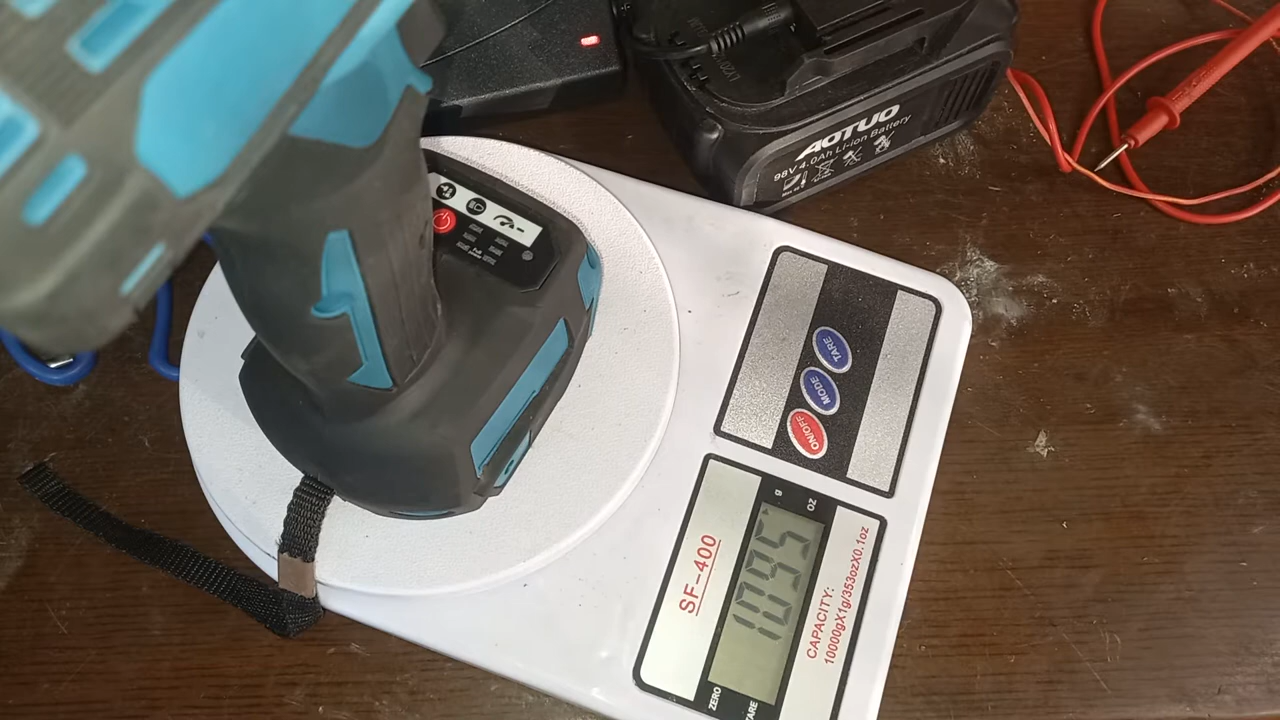 AOTUO
98V 4.0Ah Li-ion Battery
TARE
MODE
ON/OFF
g
OZ
SF-400
1095
CAPACITY:
10000gX1g/353ozX0.1oz
ZERO
TARE